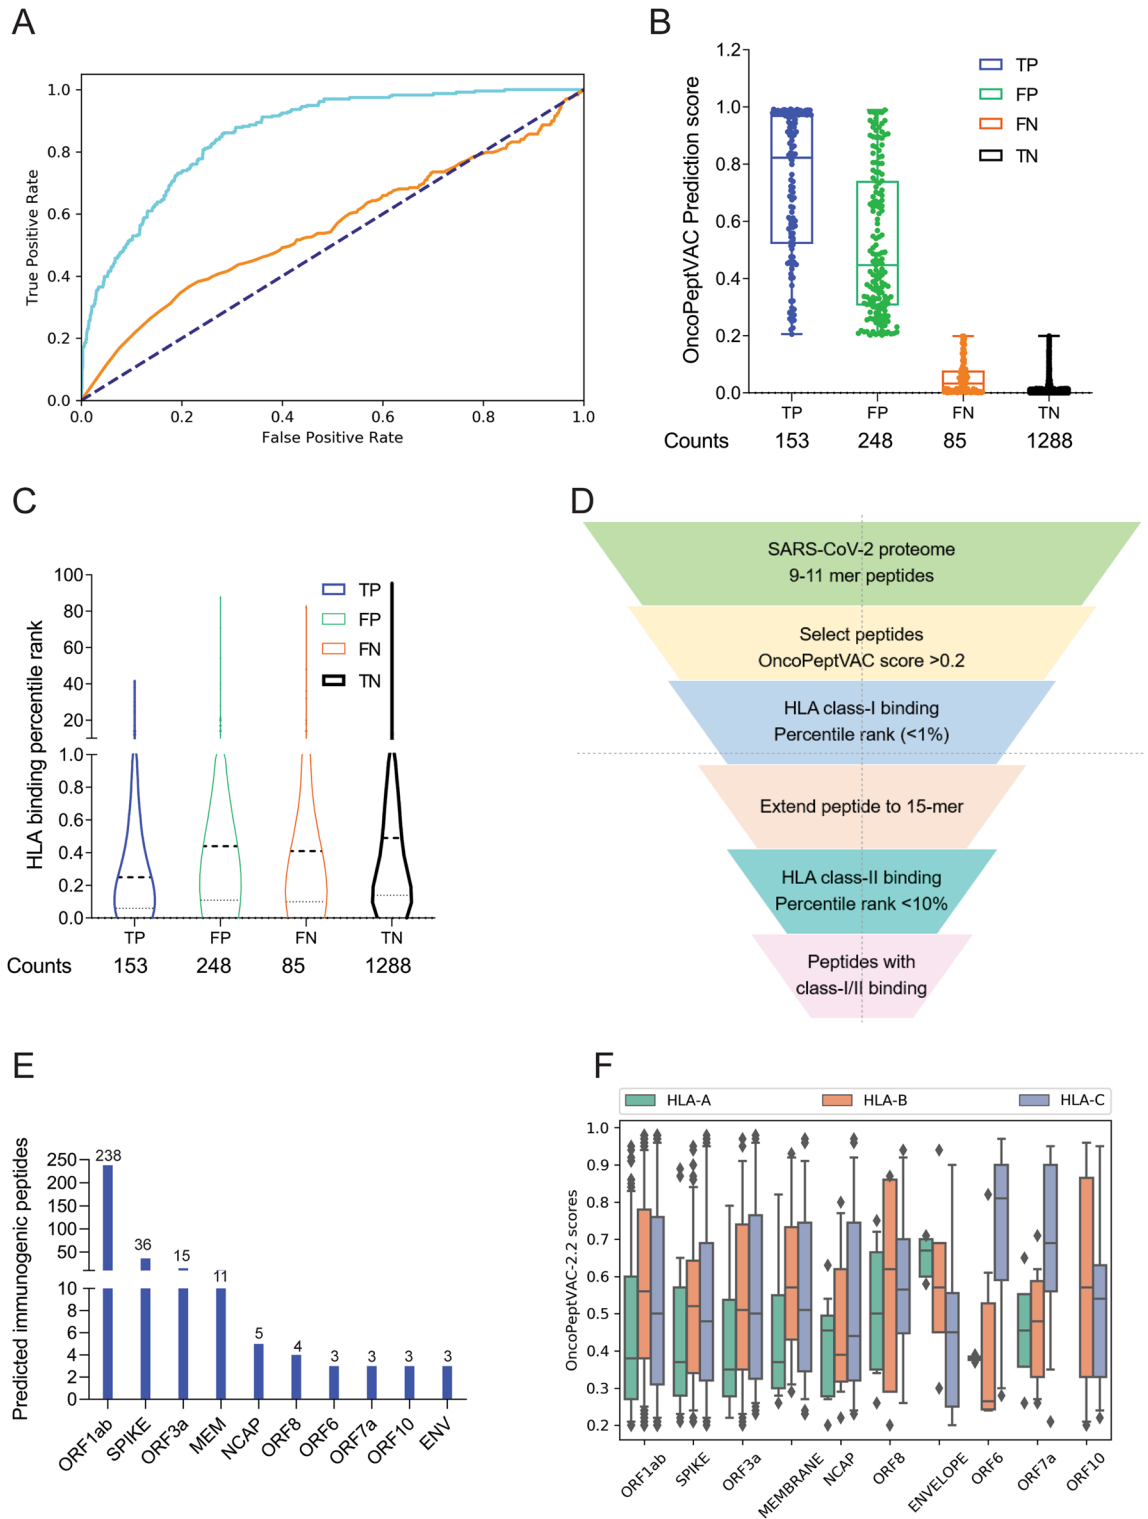 A
1.0
0.8
0.6
0.4
0.2
0.0
True Positive Rate
0.0 0.2 0.4 0.6 0.8 1.0
False Positive Rate
B
1.2
1.0
0.8
0.6
0.4
0.2
0.0
OncoPeptVAC Prediction score
TP
FP
FN
TN
TP FP FN TN
Counts 153 248 85 1288
C
100
80
60
40
20
1.0
0.8
0.6
0.4
0.2
0.0
HLA binding percentile rank
TP
FP
FN
TN
TP FP FN TN
Counts 153 248 85 1288
D
SARS-CoV-2 proteome
9-11 mer peptides
Select peptides
OncoPeptVAC score >0.2
HLA class-I binding
Percentile rank (<1%)
Extend peptide to 15-mer
HLA class-II binding
Percentile rank <10%
Peptides with
class-I/II binding
E
Predicted immunogenic peptides
250
200
150
100
50
10
8
6
4
2
0
238
36
15
11
5
4
3
3
3
3
ORF1ab SPIKE ORF3a MEM NCAP ORF8 ORF6 ORF7a ORF10 ENV
F
HLA-A HLA-B HLA-C
1.0
0.9
0.8
0.7
0.6
0.5
0.4
0.3
0.2
OncoPeptVAC-2.2 scores
ORF1ab SPIKE ORF3a MEMBRANE NCAP ORF8 ENVELOPE ORF6 ORF7a ORF10